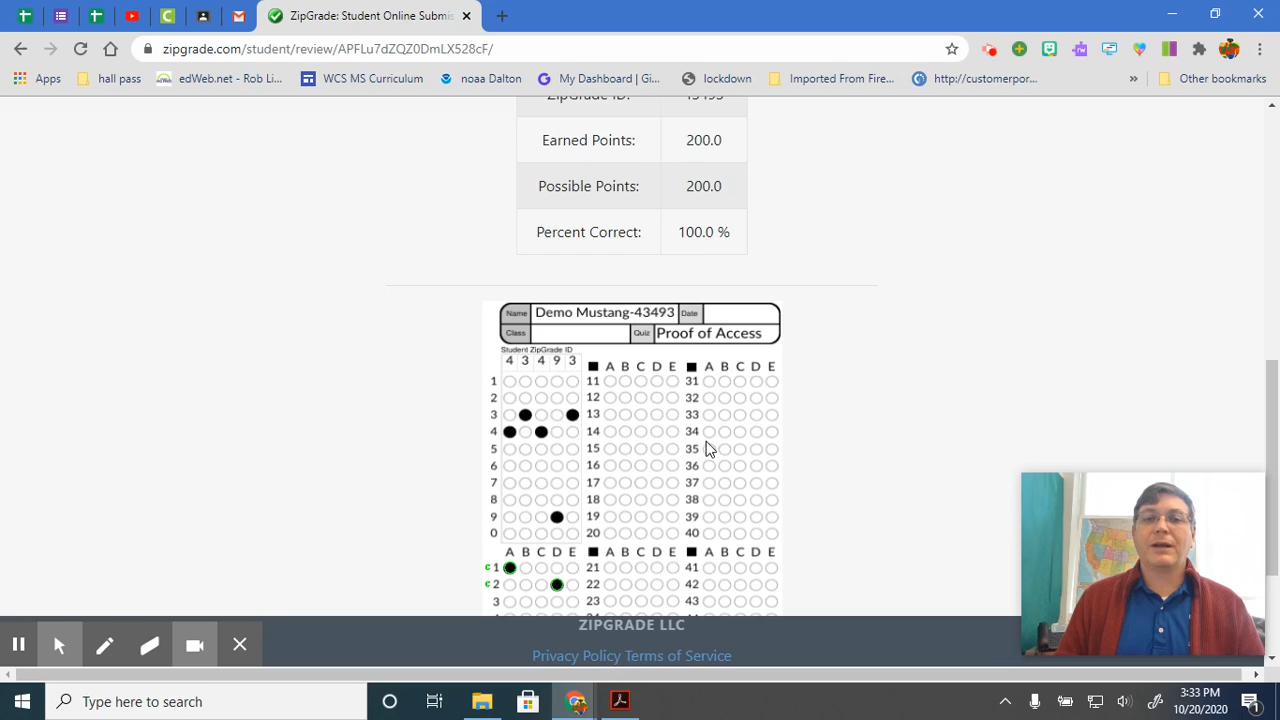 ZipGrade: Student Online Submis
zipgrade.com/student/review/APFLu7dZQZ0DmLX528cF/
Apps hall pass edWeb.net - Rob Li... WCS MS Curriculum noaa Dalton My Dashboard | Gi... lockdown Imported From Fire... http://customerpor... » Other bookmarks
ZipGrade ID: 43493
Earned Points: 200.0
Possible Points: 200.0
Percent Correct: 100.0 %
Name Demo Mustang-43493 Date
Class Quiz Proof of Access
Student ZipGrade ID
4 3 4 9 3 A B C D E A B C D E
1 11 31
2 12 32
3 13 33
4 14 34
5 15 35
6 16 36
7 17 37
8 18 38
9 19 39
0 20 40
A B C D E A B C D E A B C D E
c 1 21 41
c 2 22 42
3 23 43
ZIPGRADE LLC
Privacy Policy Terms of Service
Type here to search
3:33 PM
10/20/2020
1